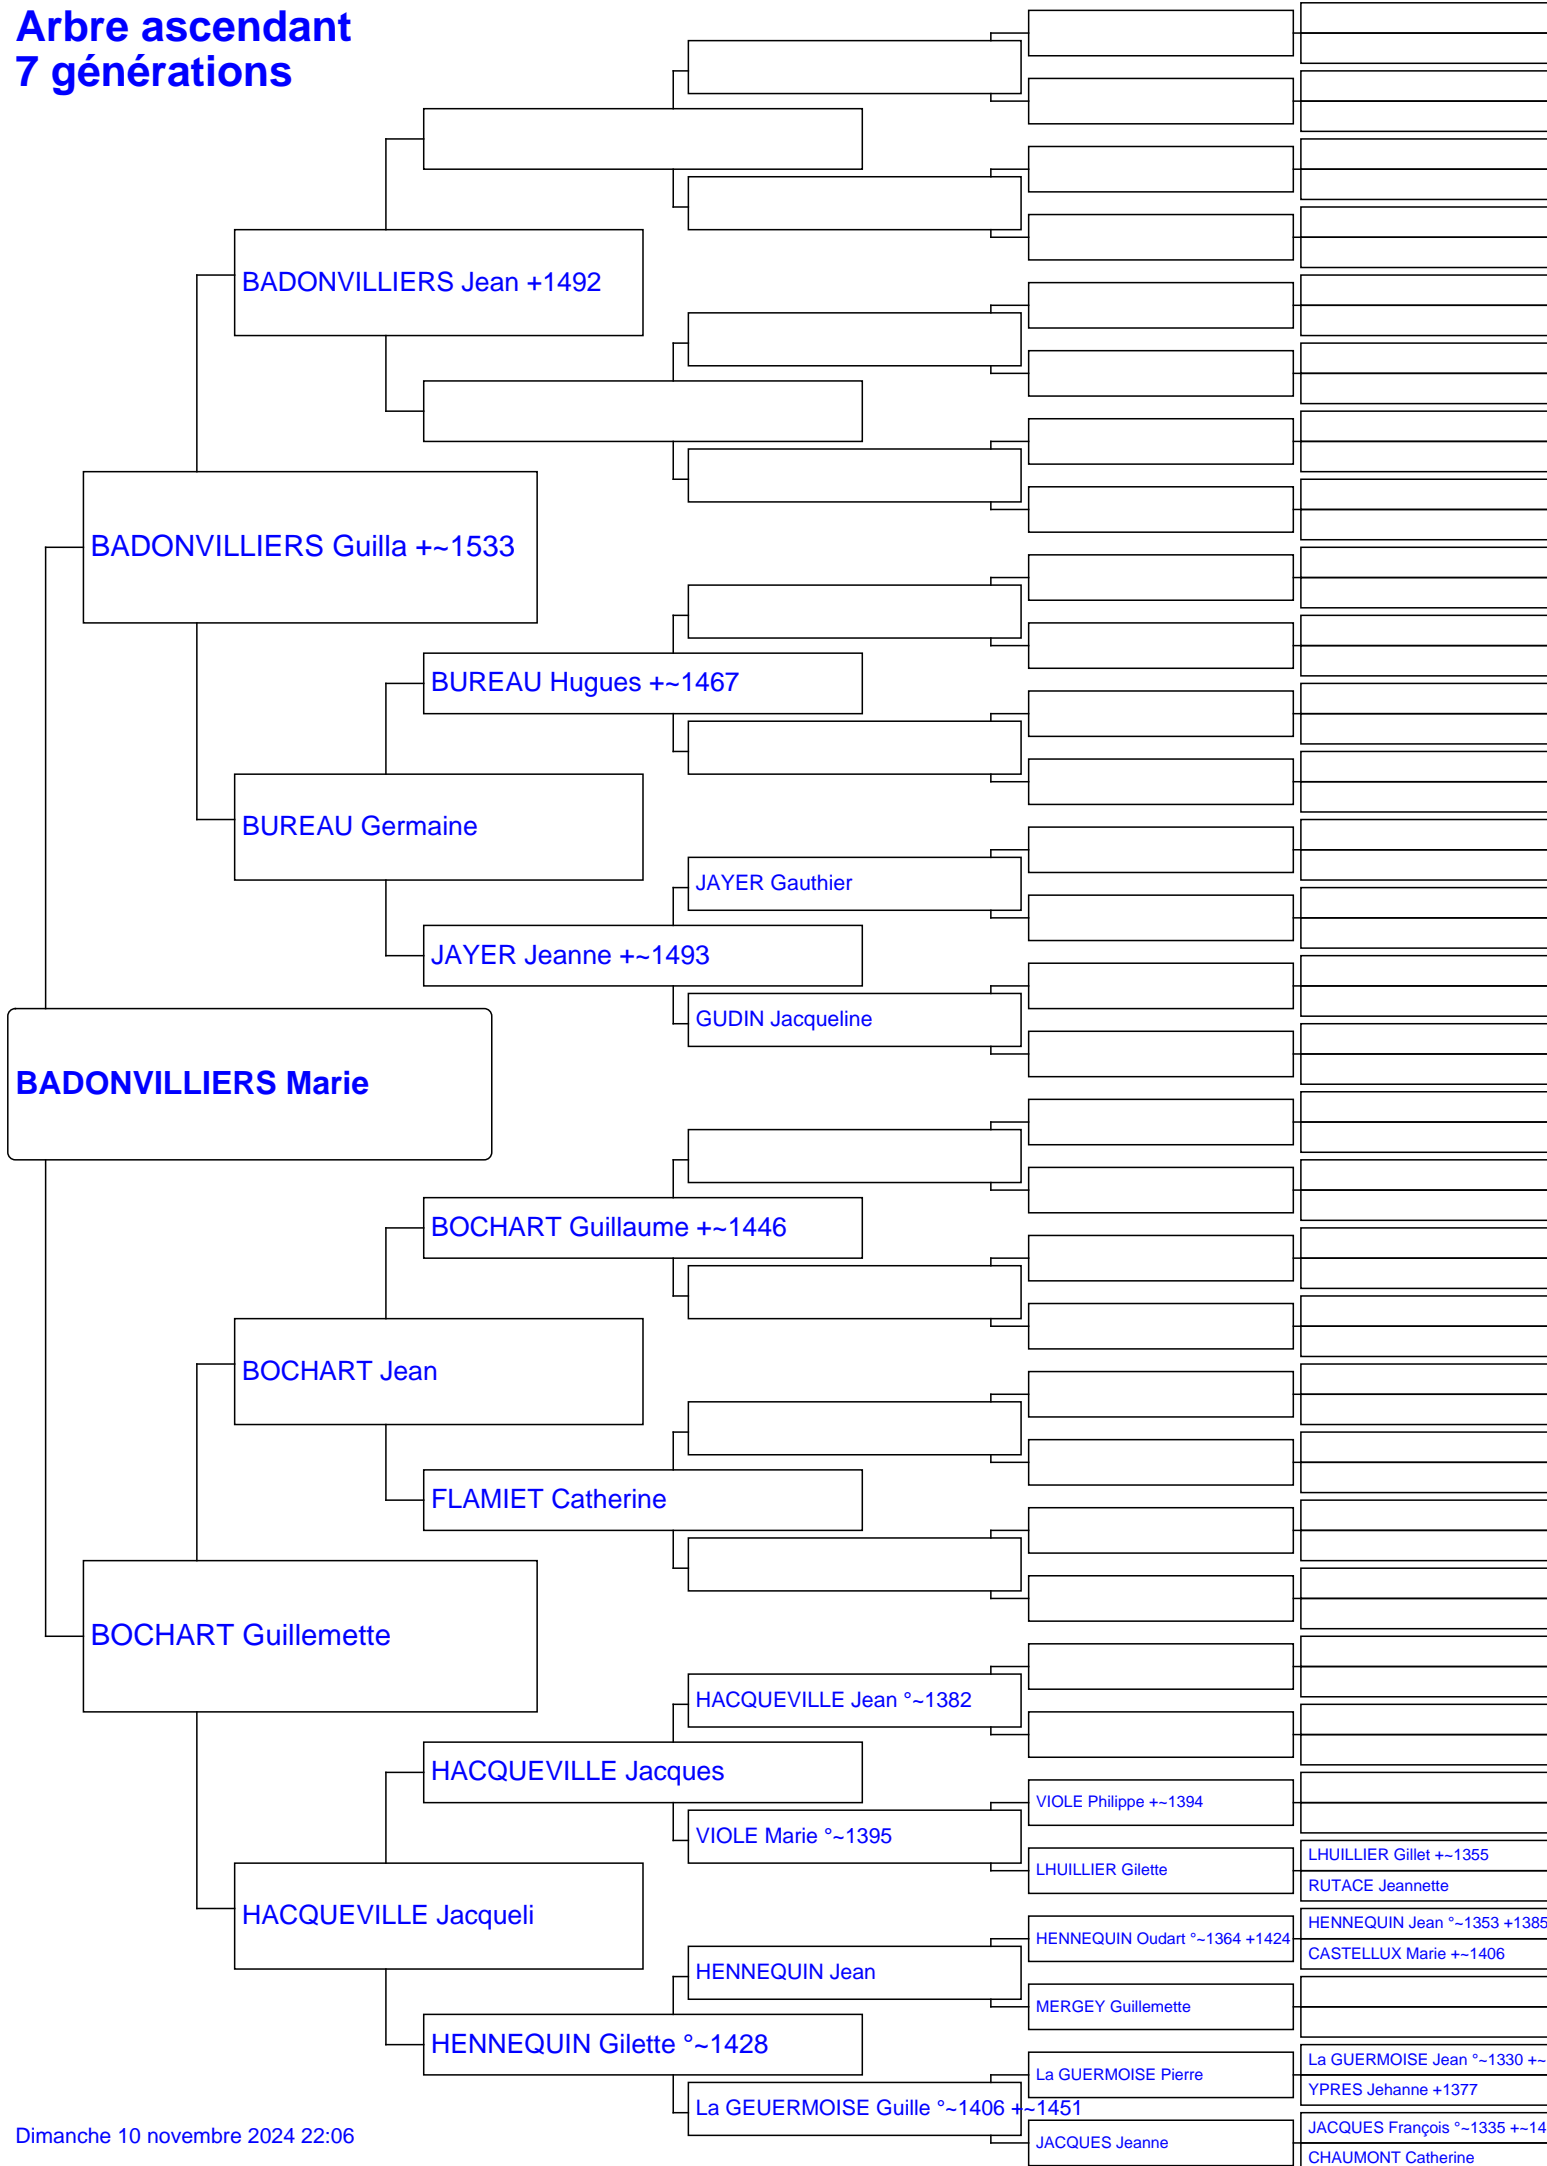 Arbre ascendant
7 générations
BADONVILLIERS Jean +1492
BADONVILLIERS Guilla +~1533
BUREAU Hugues +~1467
BUREAU Germaine
JAYER Gauthier
JAYER Jeanne +~1493
GUDIN Jacqueline
BADONVILLIERS Marie
BOCHART Guillaume +~1446
BOCHART Jean
FLAMIET Catherine
BOCHART Guillemette
HACQUEVILLE Jean °~1382
HACQUEVILLE Jacques
VIOLE Philippe +~1394
VIOLE Marie °~1395
LHUILLIER Gillet +~1355
LHUILLIER Gilette
RUTACE Jeannette
HACQUEVILLE Jacqueli
HENNEQUIN Jean °~1353 +1385
HENNEQUIN Oudart °~1364 +1424
CASTELLUX Marie +~1406
HENNEQUIN Jean
MERGEY Guillemette
HENNEQUIN Gilette °~1428
La GUERMOISE Jean °~1330 +~
La GUERMOISE Pierre
YPRES Jehanne +1377
La GEUERMOISE Guille °~1406 +~1451
JACQUES François °~1335 +~14
JACQUES Jeanne
CHAUMONT Catherine
Dimanche 10 novembre 2024 22:06